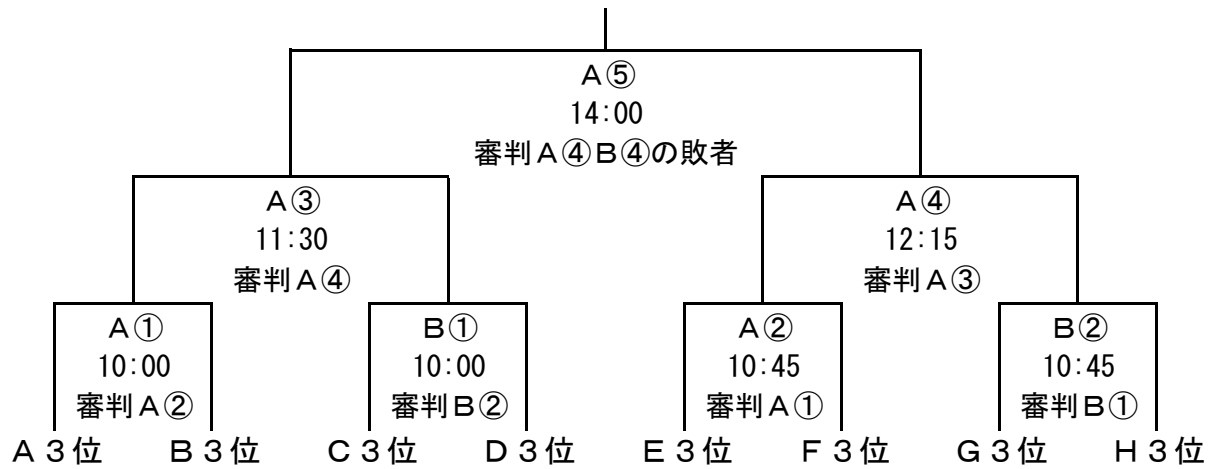 A⑤
14:00
審判A④B④の敗者
A③
11:30
審判A④
A④
12:15
審判A③
A①
10:00
審判A②
B①
10:00
審判B②
A②
10:45
審判A①
B②
10:45
審判B①
A3位 B3位 C3位 D3位 E3位 F3位 G3位 H3位